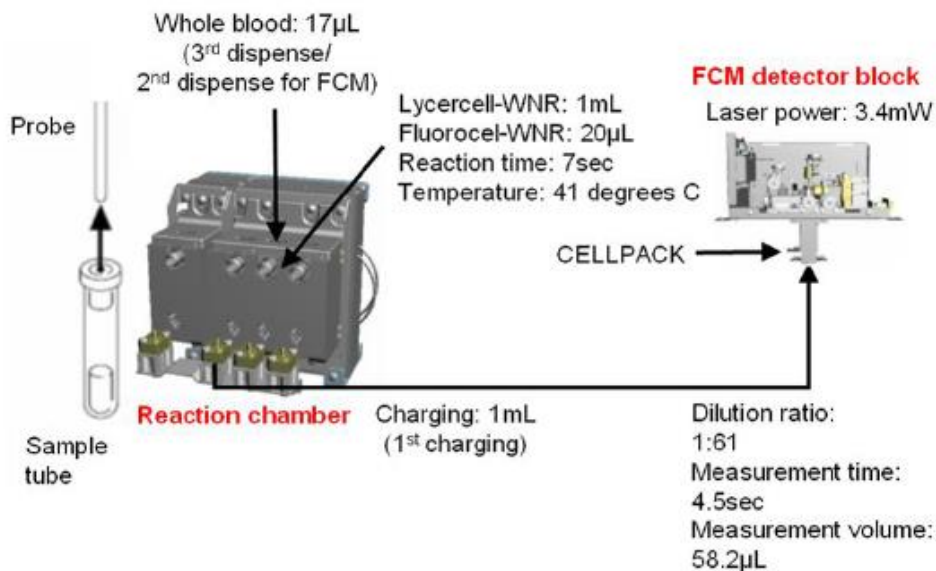 Whole blood: 17µL
(3rd dispense/
2nd dispense for FCM)
Probe
Lycercell-WNR: 1mL
Fluorocel-WNR: 20µL
Reaction time: 7sec
Temperature: 41 degrees C
FCM detector block
Laser power: 3.4mW
CELLPACK
Sample
tube
Reaction chamber
Charging: 1mL
(1st charging)
Dilution ratio:
1:61
Measurement time:
4.5sec
Measurement volume:
58.2µL